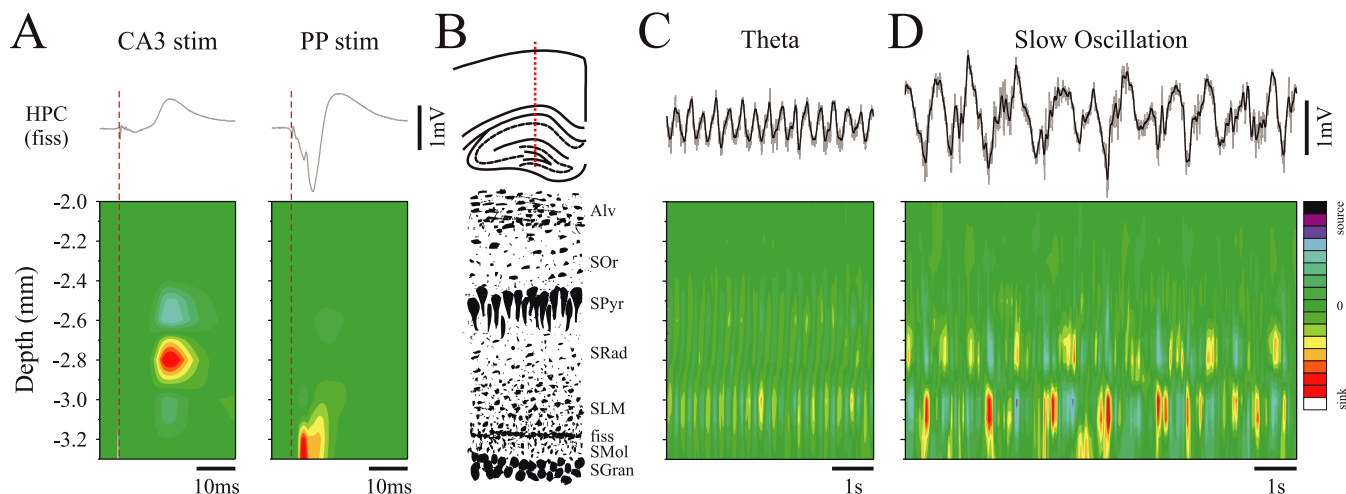 A
CA3 stim
PP stim
B
C
Theta
D
Slow Oscillation
HPC
(fiss)
1mV
1mV
Depth (mm)
-2.0
-2.2
-2.4
-2.6
-2.8
-3.0
-3.2
10ms
10ms
Alv
SOr
SPyr
SRad
SLM
fiss
SMol
SGran
1s
1s
source
0
sink